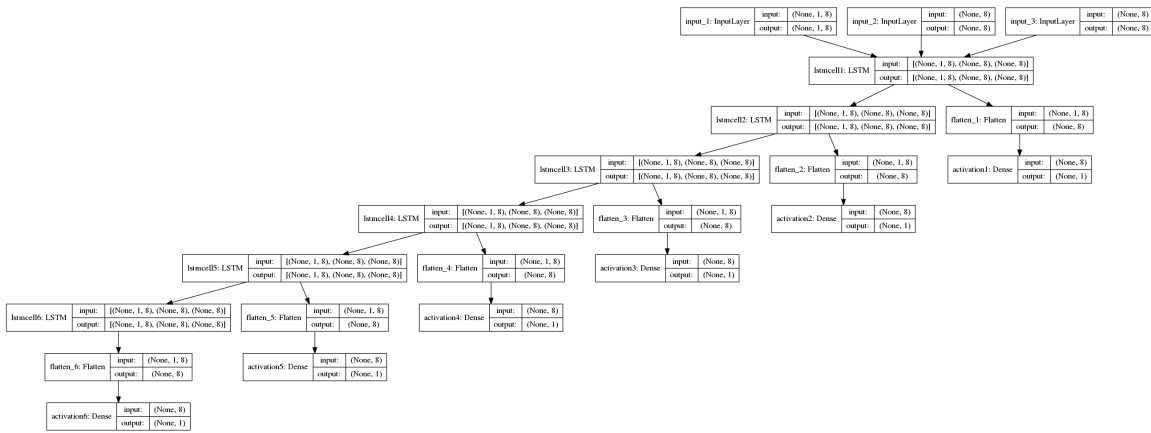 input_1: InputLayer input: (None, 1, 8) output: (None, 1, 8)
input_2: InputLayer input: (None, 8) output: (None, 8)
input_3: InputLayer input: (None, 8) output: (None, 8)
lstmcell1: LSTM input: [(None, 1, 8), (None, 8), (None, 8)] output: [(None, 1, 8), (None, 8), (None, 8)]
lstmcell2: LSTM input: [(None, 1, 8), (None, 8), (None, 8)] output: [(None, 1, 8), (None, 8), (None, 8)]
flatten_1: Flatten input: (None, 1, 8) output: (None, 8)
lstmcell3: LSTM input: [(None, 1, 8), (None, 8), (None, 8)] output: [(None, 1, 8), (None, 8), (None, 8)]
flatten_2: Flatten input: (None, 1, 8) output: (None, 8)
activation1: Dense input: (None, 8) output: (None, 1)
lstmcell4: LSTM input: [(None, 1, 8), (None, 8), (None, 8)] output: [(None, 1, 8), (None, 8), (None, 8)]
flatten_3: Flatten input: (None, 1, 8) output: (None, 8)
activation2: Dense input: (None, 8) output: (None, 1)
lstmcell5: LSTM input: [(None, 1, 8), (None, 8), (None, 8)] output: [(None, 1, 8), (None, 8), (None, 8)]
flatten_4: Flatten input: (None, 1, 8) output: (None, 8)
activation3: Dense input: (None, 8) output: (None, 1)
lstmcell6: LSTM input: [(None, 1, 8), (None, 8), (None, 8)] output: [(None, 1, 8), (None, 8), (None, 8)]
flatten_5: Flatten input: (None, 1, 8) output: (None, 8)
activation4: Dense input: (None, 8) output: (None, 1)
flatten_6: Flatten input: (None, 1, 8) output: (None, 8)
activation5: Dense input: (None, 8) output: (None, 1)
activation6: Dense input: (None, 8) output: (None, 1)